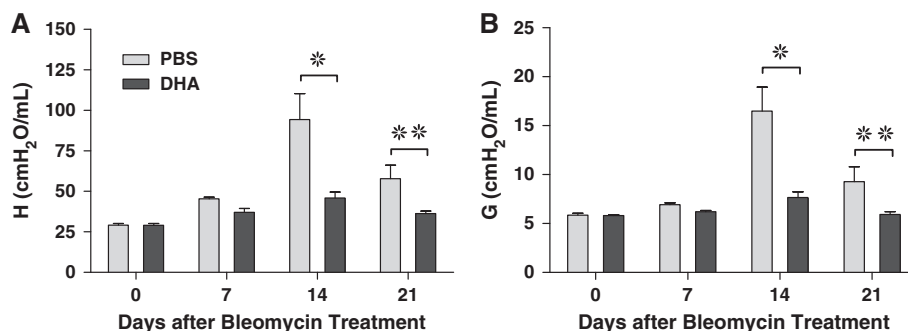 A
H (cmH2O/mL)
150
125
100
75
50
25
0
PBS
DHA
*
**
0 7 14 21
Days after Bleomycin Treatment
B
G (cmH2O/mL)
25
20
15
10
5
0
*
**
0 7 14 21
Days after Bleomycin Treatment